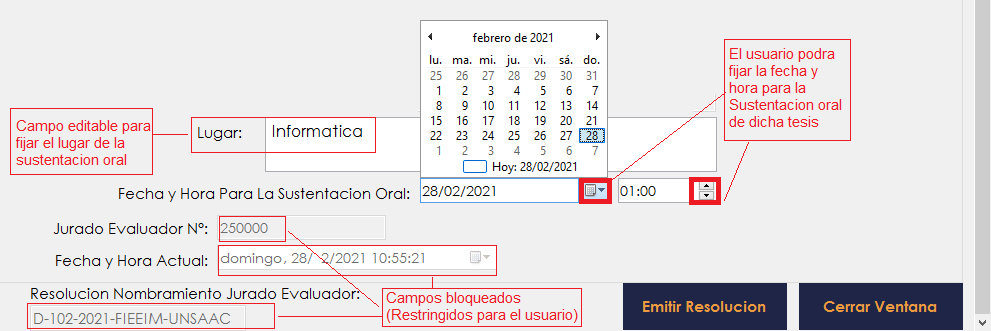 febrero de 2021
lu. ma. mi. ju. vi. sá. do.
25 26 27 28 29 30 31
1 2 3 4 5 6 7
8 9 10 11 12 13 14
15 16 17 18 19 20 21
22 23 24 25 26 27 28
1 2 3 4 5 6 7
Hoy: 28/02/2021
El usuario podra
fijar la fecha y
hora para la
Sustentacion oral
de dicha tesis
Campo editable para
fijar el lugar de la
sustentacion oral
Lugar: Informatica
Fecha y Hora Para La Sustentacion Oral: 28/02/2021 01:00
Jurado Evaluador Nº: 250000
Fecha y Hora Actual: domingo, 28/ 2/2021 10:55:21
Resolucion Nombramiento Jurado Evaluador:
D-102-2021-FIEEIM-UNSAAC
Campos bloqueados
(Restringidos para el usuario)
Emitir Resolucion
Cerrar Ventana